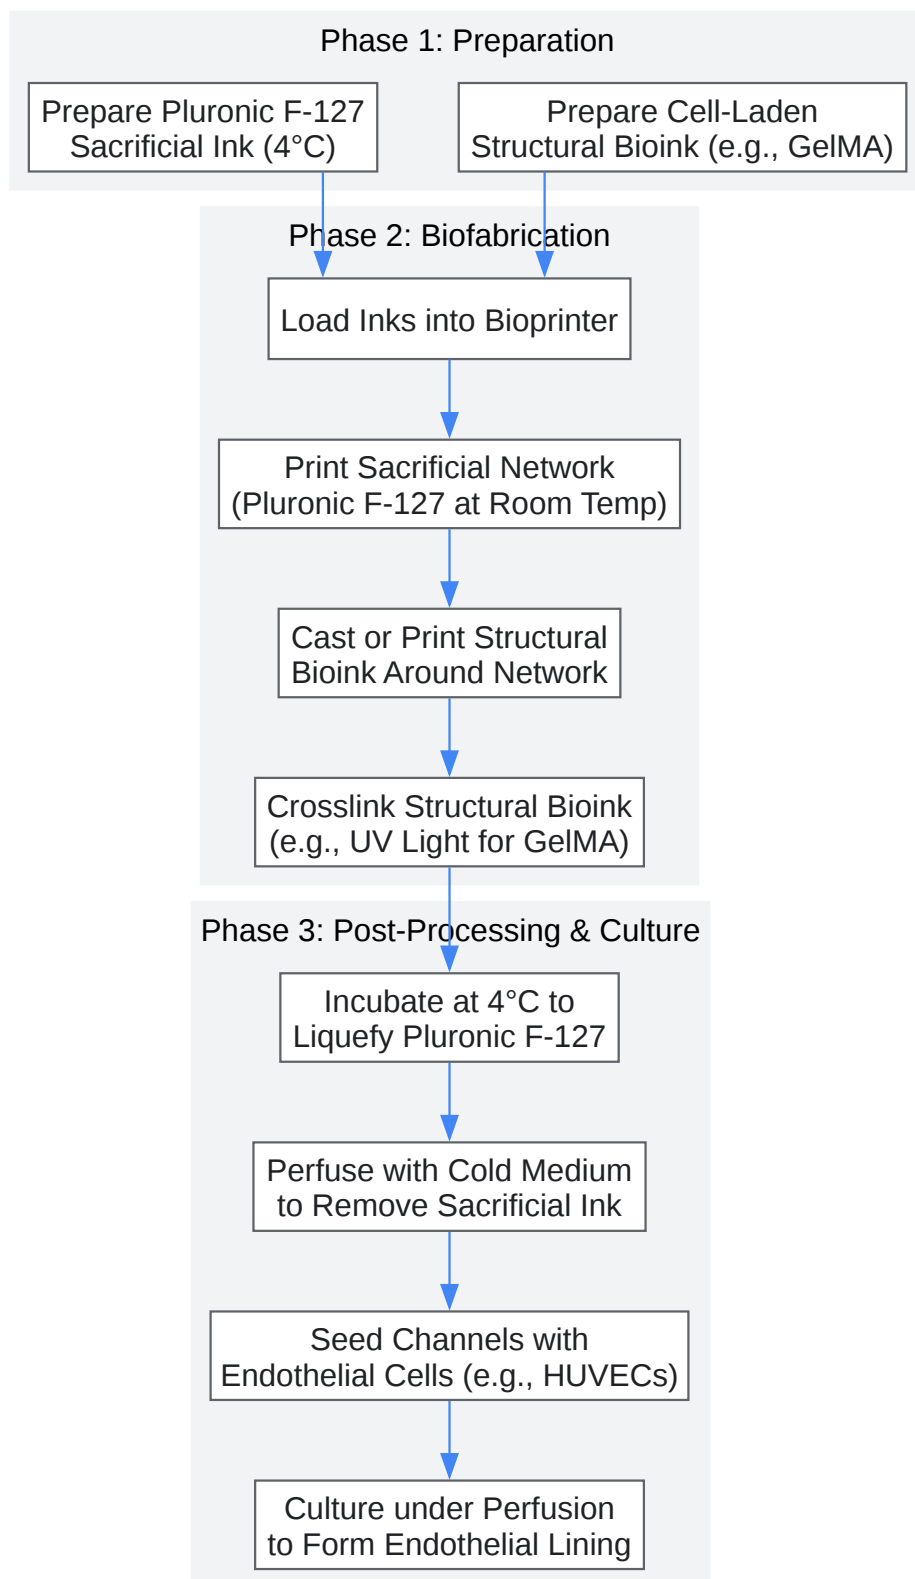 Phase 1: Preparation
Prepare Pluronic F-127
Sacrificial Ink (4°C)
Prepare Cell-Laden
Structural Bioink (e.g., GelMA)
Phase 2: Biofabrication
Load Inks into Bioprinter
Print Sacrificial Network
(Pluronic F-127 at Room Temp)
Cast or Print Structural
Bioink Around Network
Crosslink Structural Bioink
(e.g., UV Light for GelMA)
Phase 3: Post-Processing & Culture
Incubate at 4°C to
Liquefy Pluronic F-127
Perfuse with Cold Medium
to Remove Sacrificial Ink
Seed Channels with
Endothelial Cells (e.g., HUVECs)
Culture under Perfusion
to Form Endothelial Lining